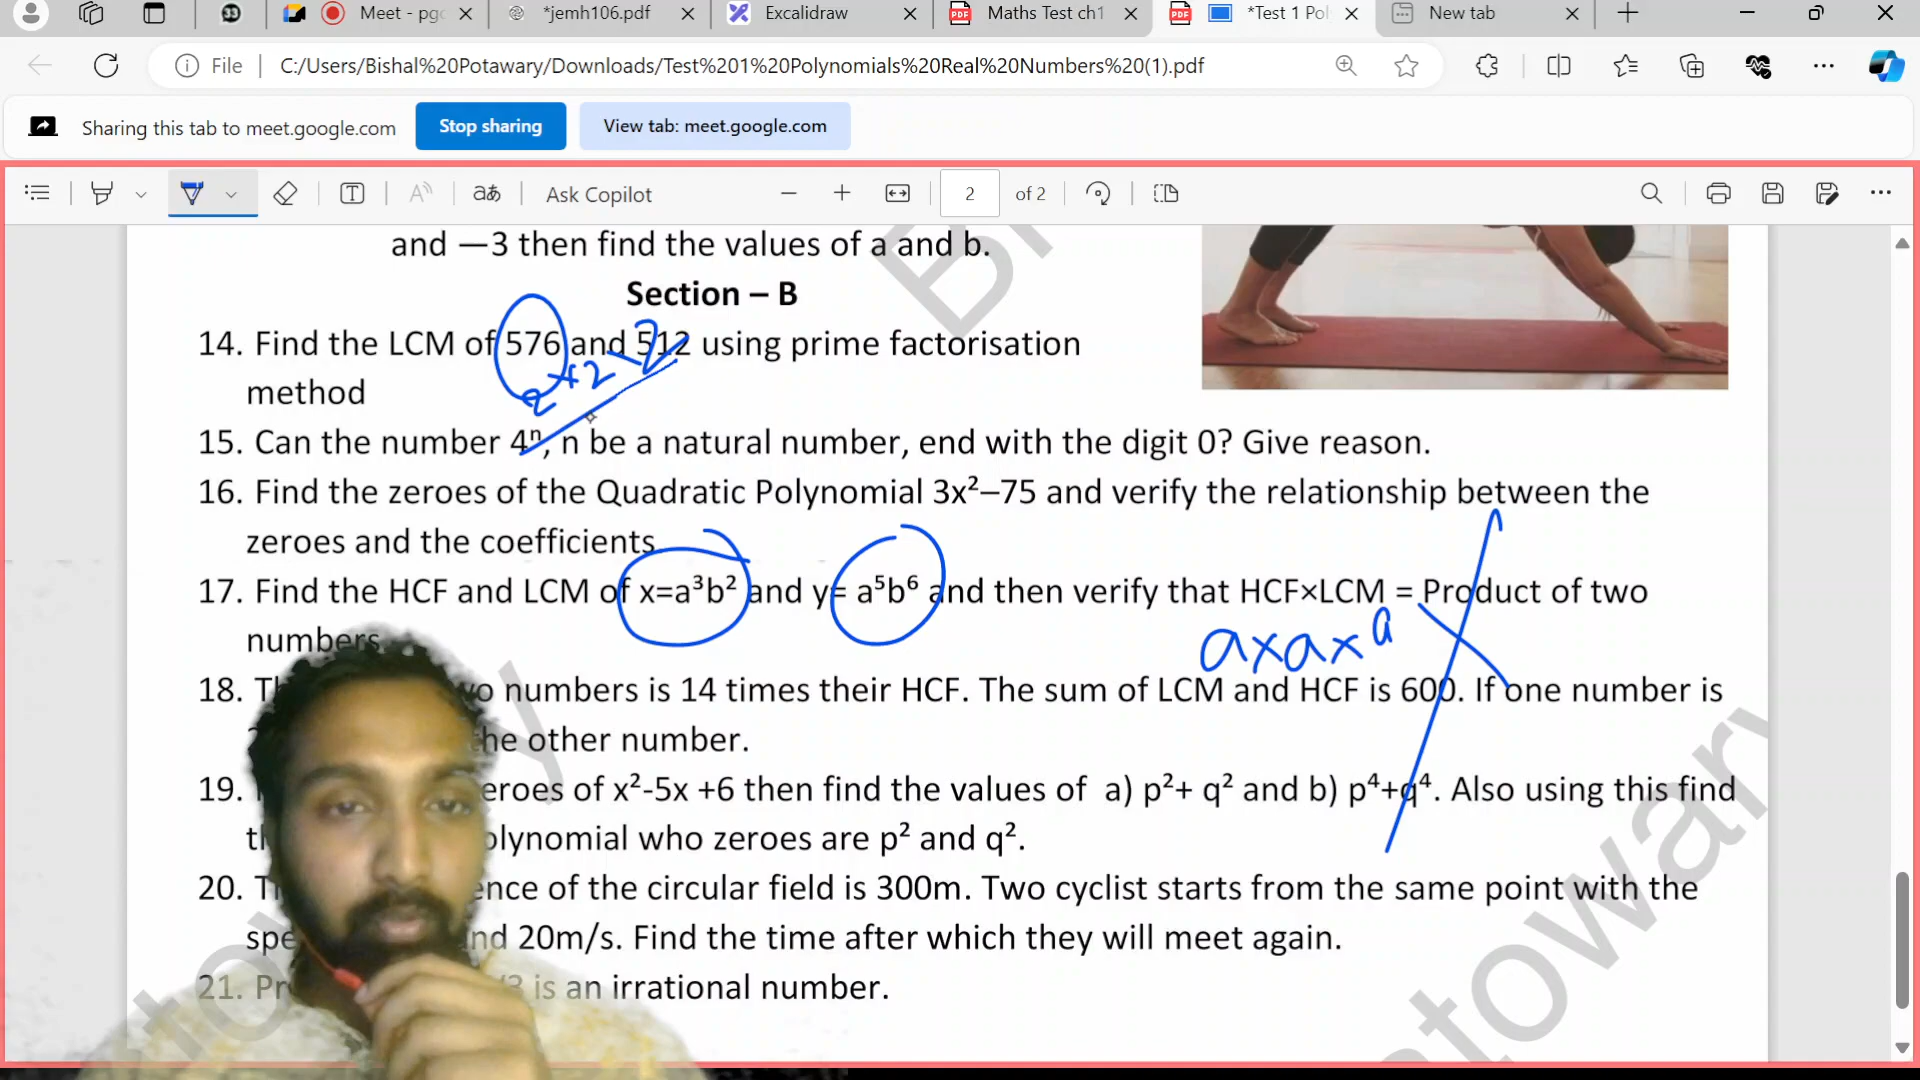 33 Meet - pgc *jemh106.pdf Excalidraw Maths Test ch1 *Test 1 Pol New tab
File C:/Users/Bishal%20Potawary/Downloads/Test%201%20Polynomials%20Real%20Numbers%20(1).pdf
Sharing this tab to meet.google.com Stop sharing View tab: meet.google.com
Ask Copilot 2 of 2
and —3 then find the values of a and b.
Section – B
14. Find the LCM of 576 and 512 using prime factorisation
method
2×2 2
15. Can the number 4ⁿ, n be a natural number, end with the digit 0? Give reason.
16. Find the zeroes of the Quadratic Polynomial 3x²–75 and verify the relationship between the
zeroes and the coefficients.
17. Find the HCF and LCM of x=a³b² and y= a⁵b⁶ and then verify that HCF×LCM = Product of two
numbers.
a×a×a
18. numbers is 14 times their HCF. The sum of LCM and HCF is 600. If one number is
the other number.
19. zeroes of x²-5x +6 then find the values of a) p²+ q² and b) p⁴+q⁴. Also using this find
polynomial who zeroes are p² and q².
20. of the circular field is 300m. Two cyclist starts from the same point with the
and 20m/s. Find the time after which they will meet again.
21. is an irrational number.